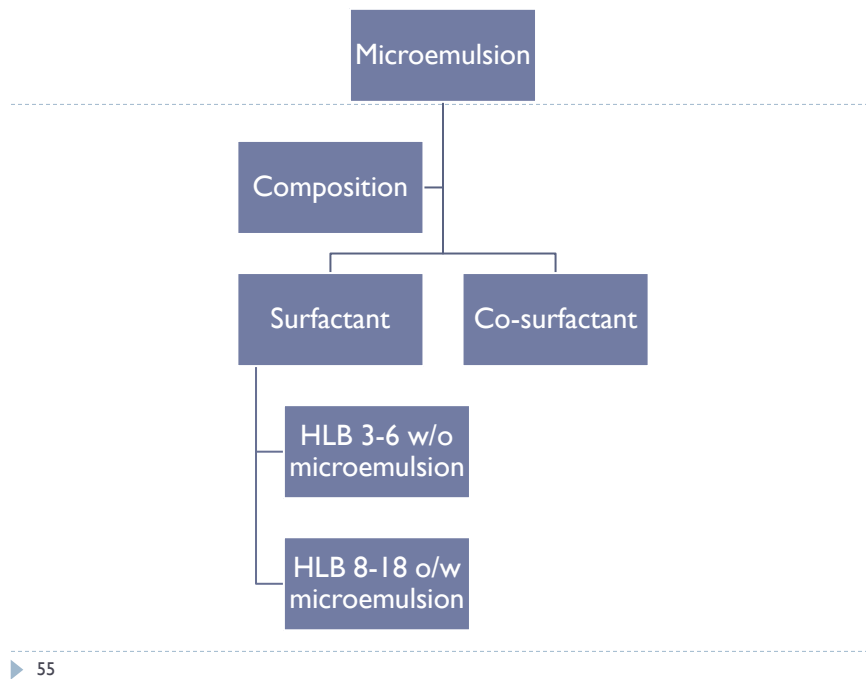 Microemulsion
Composition
Surfactant
Co-surfactant
HLB 3-6 w/o
microemulsion
HLB 8-18 o/w
microemulsion
55